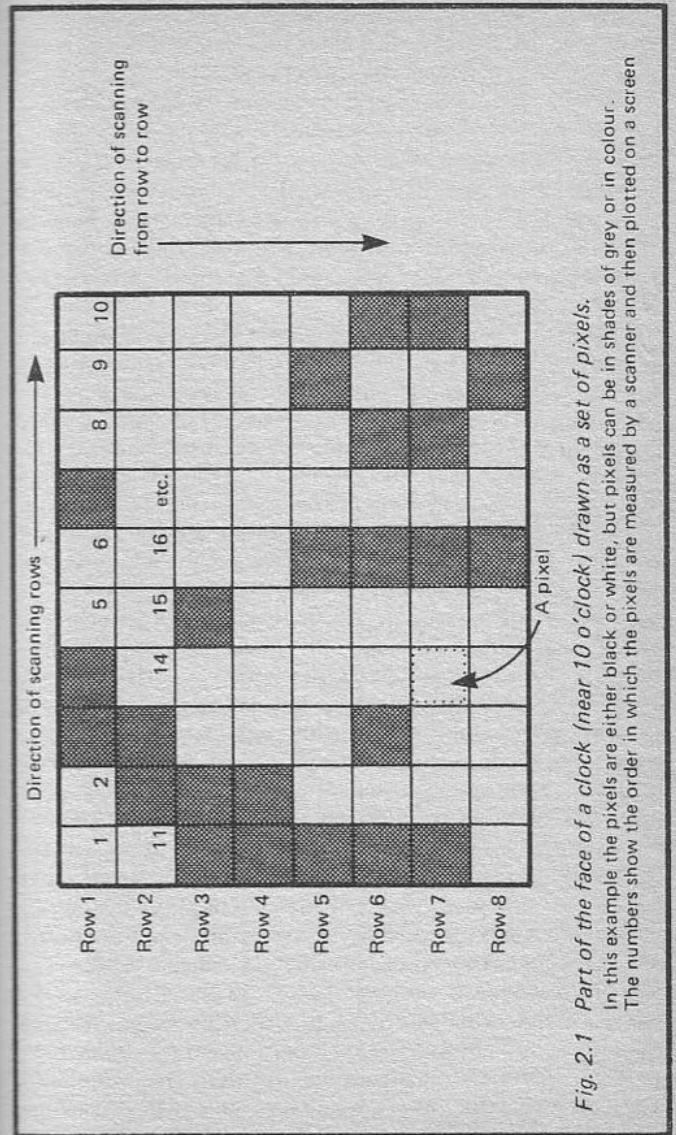 Direction of scanning rows
1 2 5 6 8 9 10
11 14 15 16 etc.
Row 1
Row 2
Row 3
Row 4
Row 5
Row 6
Row 7
Row 8
Direction of scanning
from row to row
A pixel
Fig. 2.1 Part of the face of a clock (near 10 o'clock) drawn as a set of pixels.
In this example the pixels are either black or white, but pixels can be in shades of grey or in colour.
The numbers show the order in which the pixels are measured by a scanner and then plotted on a screen